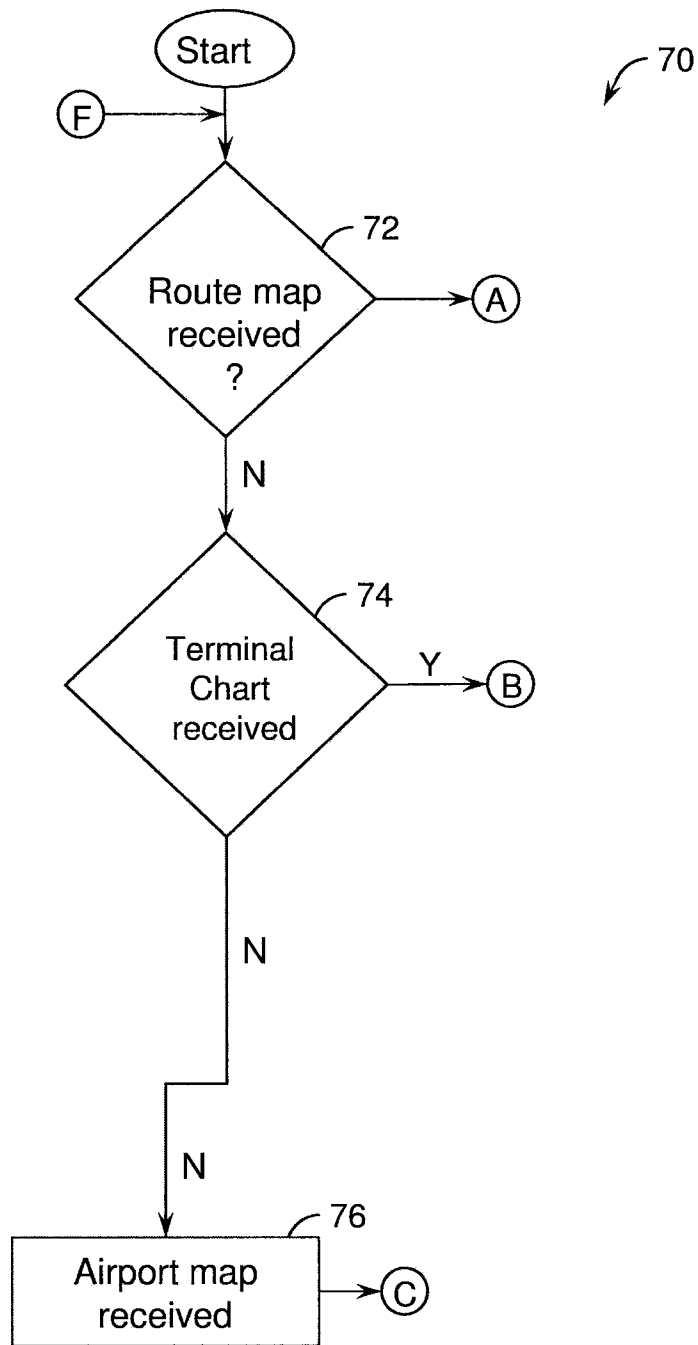 Start
70
F
72
Route map
received
?
A
N
74
Terminal
Chart
received
Y
B
N
N
76
Airport map
received
C